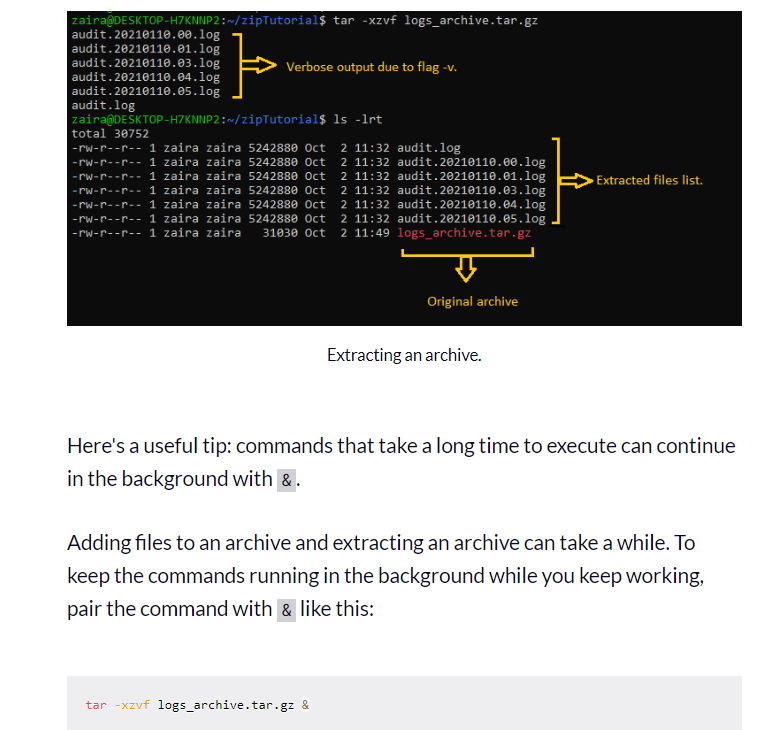 zaira@DESKTOP-H7KNNP2:~/zipTutorial$ tar -xzvf logs_archive.tar.gz
audit.20210110.00.log
audit.20210110.01.log
audit.20210110.03.log
audit.20210110.04.log
audit.20210110.05.log
audit.log
Verbose output due to flag -v.
zaira@DESKTOP-H7KNNP2:~/zipTutorial$ ls -lrt
total 30752
-rw-r--r-- 1 zaira zaira 5242880 Oct  2 11:32 audit.log
-rw-r--r-- 1 zaira zaira 5242880 Oct  2 11:32 audit.20210110.00.log
-rw-r--r-- 1 zaira zaira 5242880 Oct  2 11:32 audit.20210110.01.log
-rw-r--r-- 1 zaira zaira 5242880 Oct  2 11:32 audit.20210110.03.log
-rw-r--r-- 1 zaira zaira 5242880 Oct  2 11:32 audit.20210110.04.log
-rw-r--r-- 1 zaira zaira 5242880 Oct  2 11:32 audit.20210110.05.log
-rw-r--r-- 1 zaira zaira   31030 Oct  2 11:49 logs_archive.tar.gz
Extracted files list.
Original archive
Extracting an archive.
Here's a useful tip: commands that take a long time to execute can continue
in the background with &.
Adding files to an archive and extracting an archive can take a while. To
keep the commands running in the background while you keep working,
pair the command with & like this:
tar -xzvf logs_archive.tar.gz &